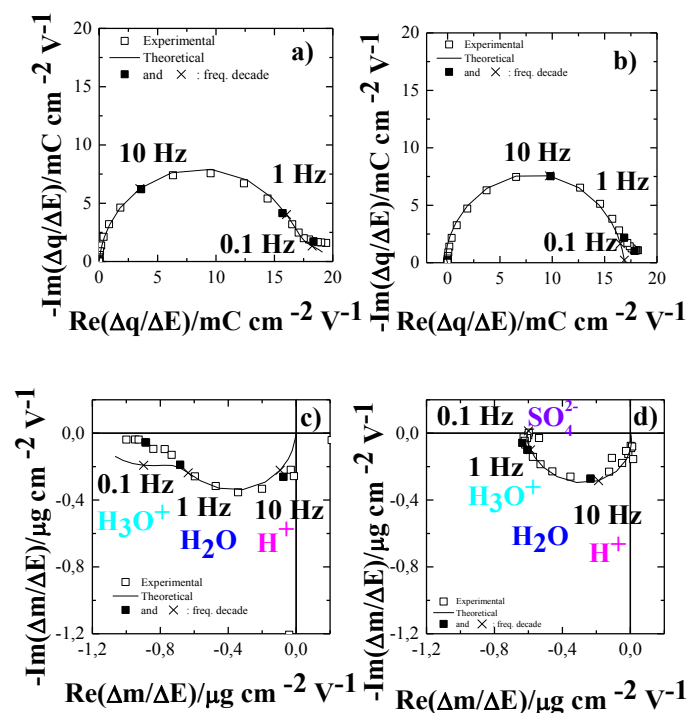 20
15
10
5
0
0 5 10 15 20
-Im(Δq/ΔE)/mC cm -2 V-1
Re(Δq/ΔE)/mC cm -2 V-1
Experimental
Theoretical
and × : freq. decade
a)
10 Hz
1 Hz
0.1 Hz
20
15
10
5
0
0 5 10 15 20
-Im(Δq/ΔE)/mC cm -2 V-1
Re(Δq/ΔE)/mC cm -2 V-1
Experimental
Theoretical
and × : freq. decade
b)
10 Hz
1 Hz
0.1 Hz
0,0
-0,4
-0,8
-1,2
-1,2 -0,8 -0,4 0,0
-Im(Δm/ΔE)/μg cm -2 V-1
Re(Δm/ΔE)/μg cm -2 V-1
c)
0.1 Hz
1 Hz
10 Hz
H3O+
H2O
H+
Experimental
Theoretical
and × : freq. decade
0,0
-0,4
-0,8
-1,2
-1,2 -0,8 -0,4 0,0
-Im(Δm/ΔE)/μg cm -2 V-1
Re(Δm/ΔE)/μg cm -2 V-1
0.1 Hz
SO42-
d)
1 Hz
H3O+
10 Hz
H2O
H+
Experimental
Theoretical
and × : freq. decade